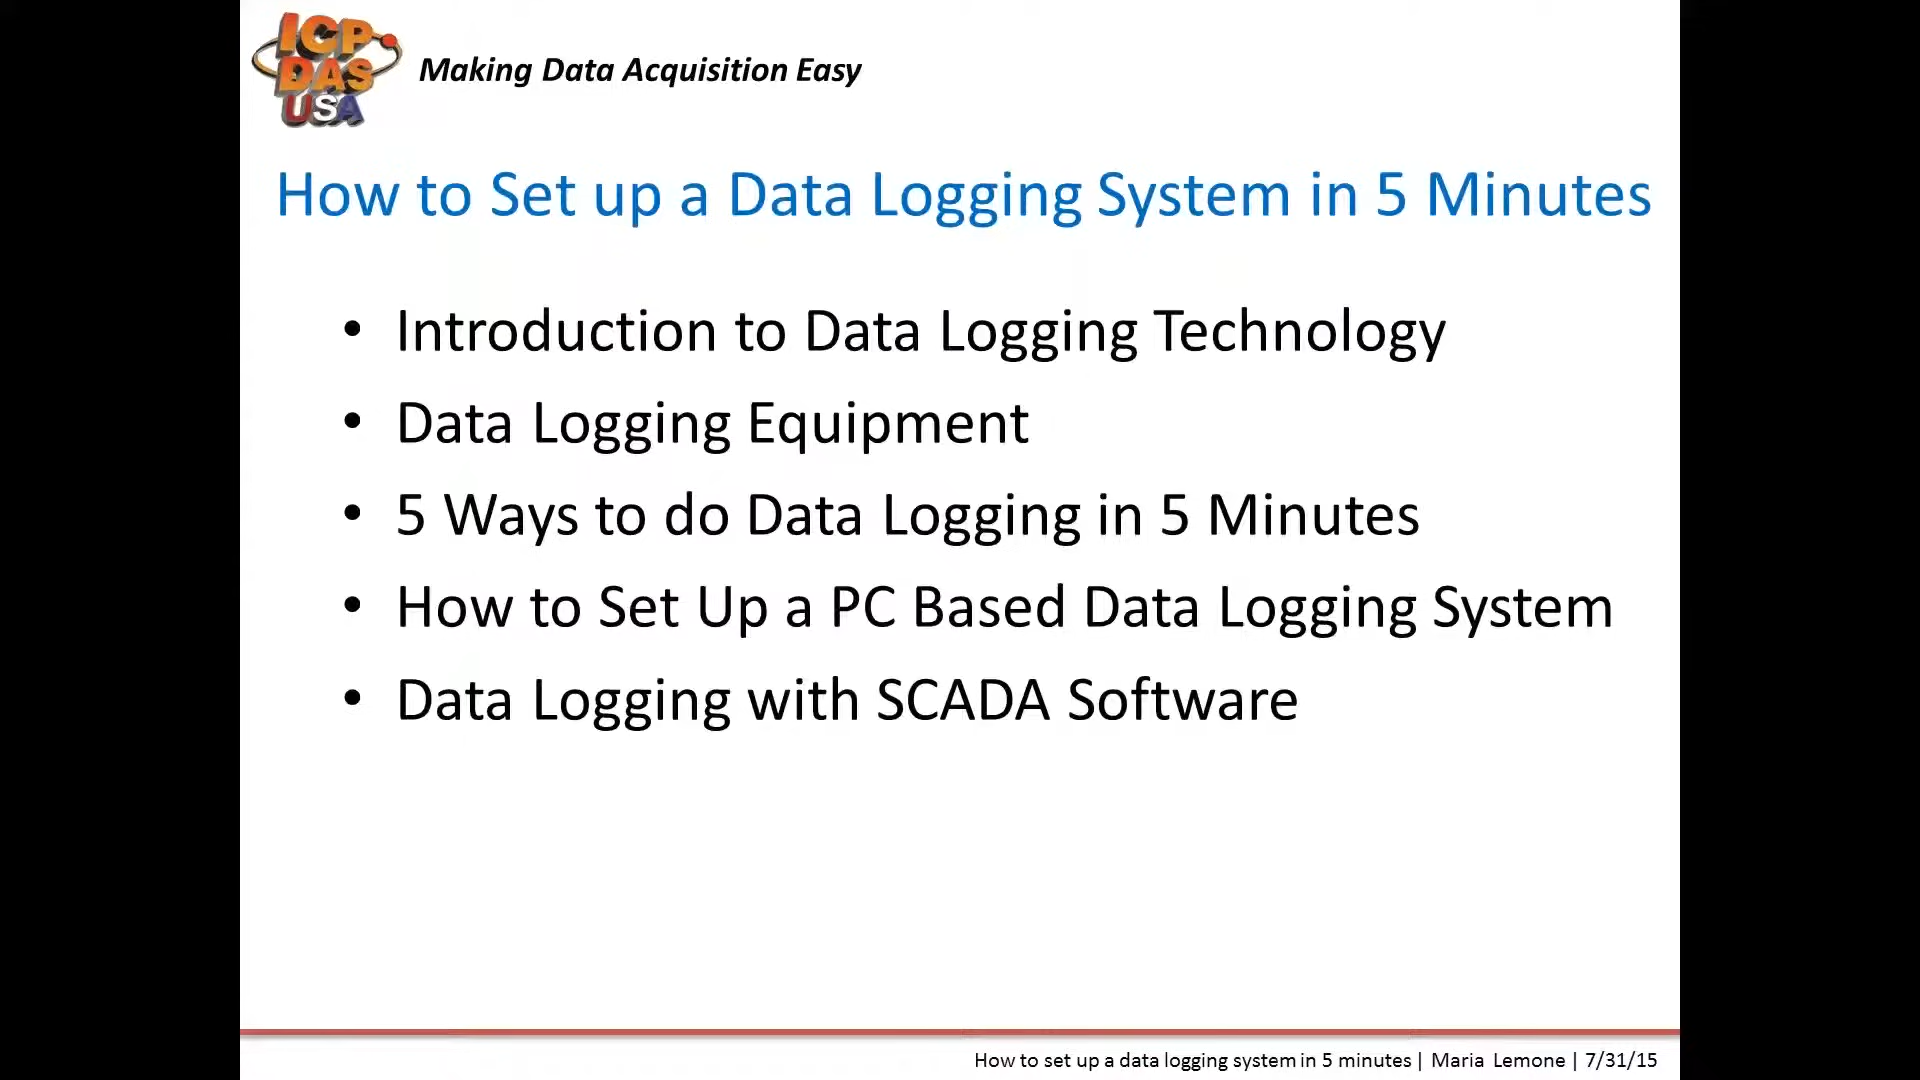 ICP
DAS
USA
Making Data Acquisition Easy
How to Set up a Data Logging System in 5 Minutes
• Introduction to Data Logging Technology
• Data Logging Equipment
• 5 Ways to do Data Logging in 5 Minutes
• How to Set Up a PC Based Data Logging System
• Data Logging with SCADA Software
How to set up a data logging system in 5 minutes | Maria Lemone | 7/31/15